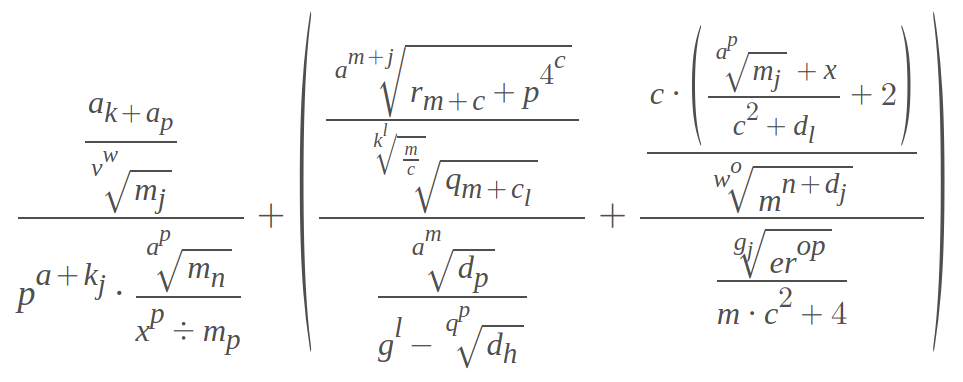 \frac{\frac{a_{k+a_p}}{\sqrt[v^w]{m_j}}}{p^{a+k_j} \cdot \frac{\sqrt[a^p]{m_n}}{x^p \div m_p}} + \left( \frac{\frac{\sqrt[a^{m+j}]{r_{m+c} + p^{4^c}}}{\sqrt[\sqrt[k^l]{\frac{m}{c}}]{q_{m+c_l}}}}{\frac{\sqrt[a^m]{d_p}}{g^l - \sqrt[q^p]{d_h}}} + \frac{\frac{c \cdot \left( \frac{\sqrt[a^p]{m_j} + x}{c^2 + d_l} + 2 \right)}{\sqrt[w^o]{m^{n+d_j}}}}{\frac{\sqrt[g_j]{er^{op}}}{m \cdot c^2 + 4}} \right)